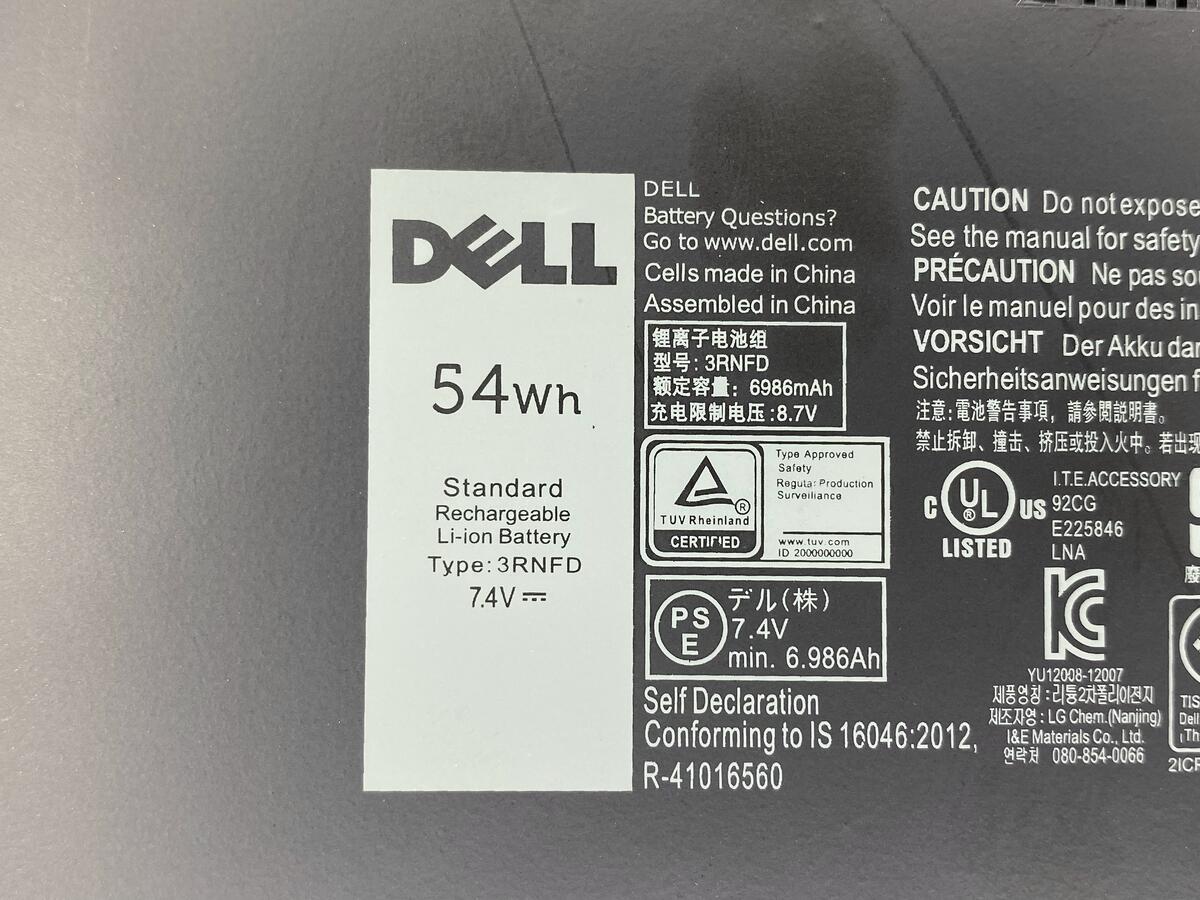 DELL
54Wh
Standard
Rechargeable
Li-ion Battery
Type: 3RNFD
7.4V
DELL
Battery Questions?
Go to www.dell.com
Cells made in China
Assembled in China
锂离子电池组
型号: 3RNFD
额定容量: 6986mAh
充电限制电压:8.7V
Type Approved
Safety
Regular Production
Surveillance
TUV Rheinland
CERTIFIED
www.tuv.com
ID 2000000000
PS
E
デル(株)
7.4V
min. 6.986Ah
Self Declaration
Conforming to IS 16046:2012,
R-41016560
CAUTION Do not expose
See the manual for safety
PRÉCAUTION Ne pas
Voir le manuel pour des
VORSICHT Der Akku
Sicherheitsanweisungen
注意:電池警告事項，請參閱說明書。
禁止拆卸、撞击、挤压或投入火中。若出现
C UL US
®
LISTED
I.T.E.ACCESSORY
92CG
E225846
LNA
YU12008-12007
제품명칭:리튬2차폴리이전지
제조자영: LG Chem.(Nanjing)
I&E Materials Co., Ltd.
연락처 080-854-0066
廢
TIS
Dell